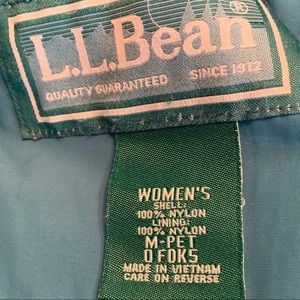 L.L.Bean®
QUALITY GUARANTEED SINCE 1912
WOMEN'S
SHELL:
100% NYLON
LINING:
100% NYLON
M-PET
0F0K5
MADE IN VIETNAM
CARE ON REVERSE